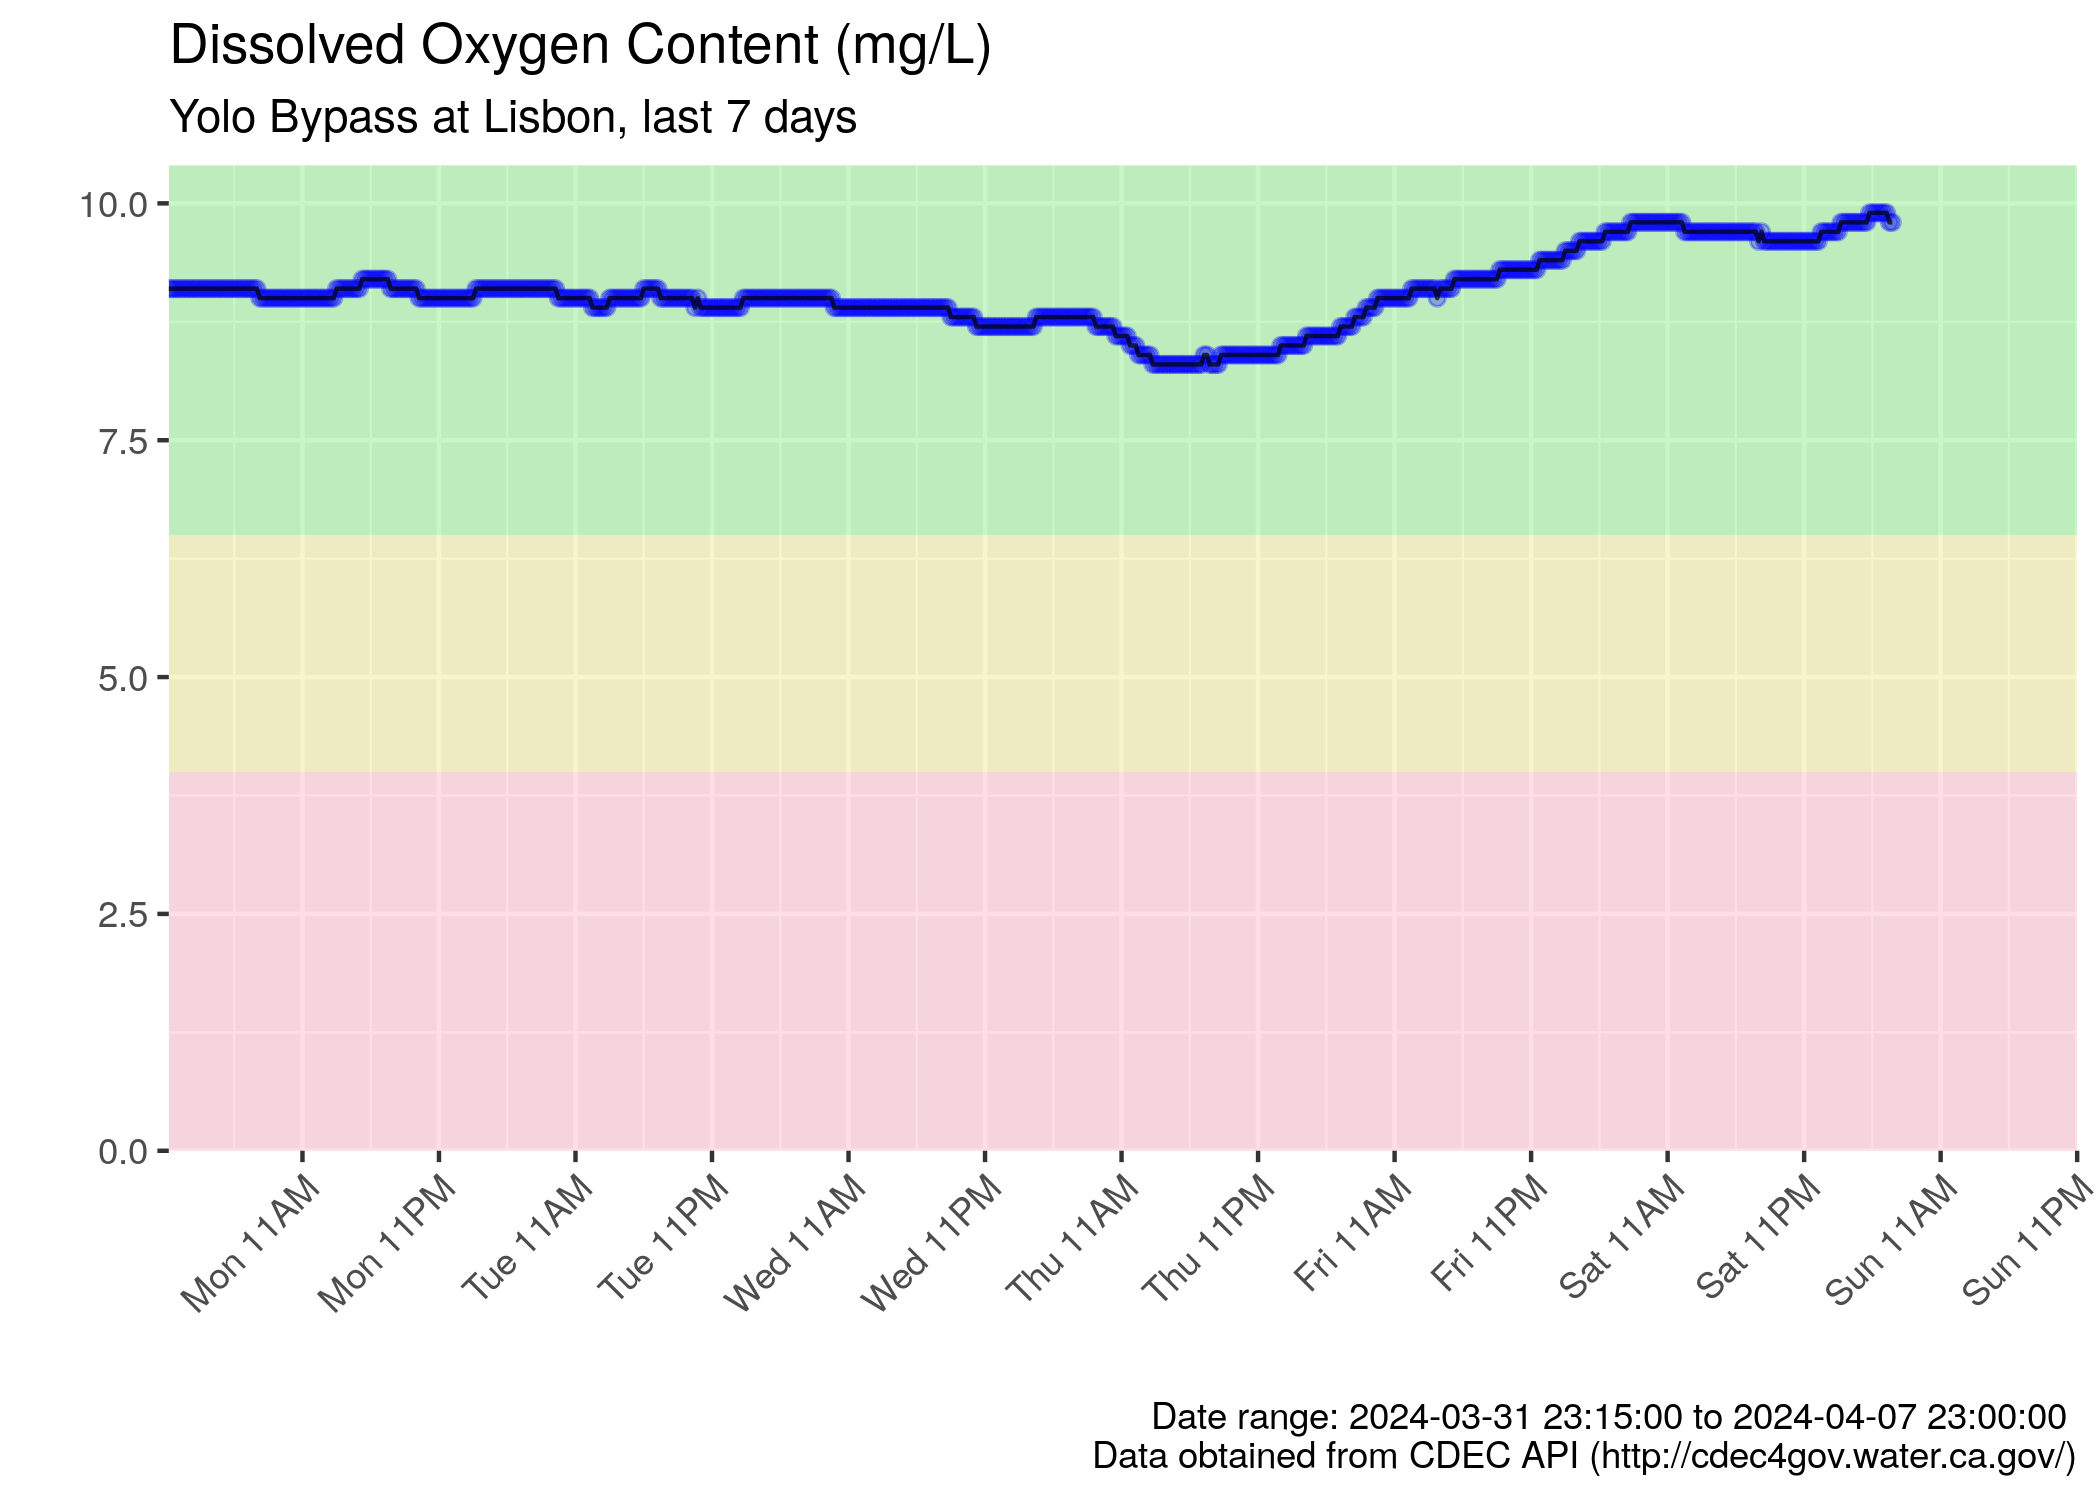 Dissolved Oxygen Content (mg/L)
Yolo Bypass at Lisbon, last 7 days
10.0
7.5
5.0
2.5
0.0
Mon 11AM
Mon 11PM
Tue 11AM
Tue 11PM
Wed 11AM
Wed 11PM
Thu 11AM
Thu 11PM
Fri 11AM
Fri 11PM
Sat 11AM
Sat 11PM
Sun 11AM
Sun 11PM
Date range: 2024-03-31 23:15:00 to 2024-04-07 23:00:00
Data obtained from CDEC API (http://cdec4gov.water.ca.gov/)